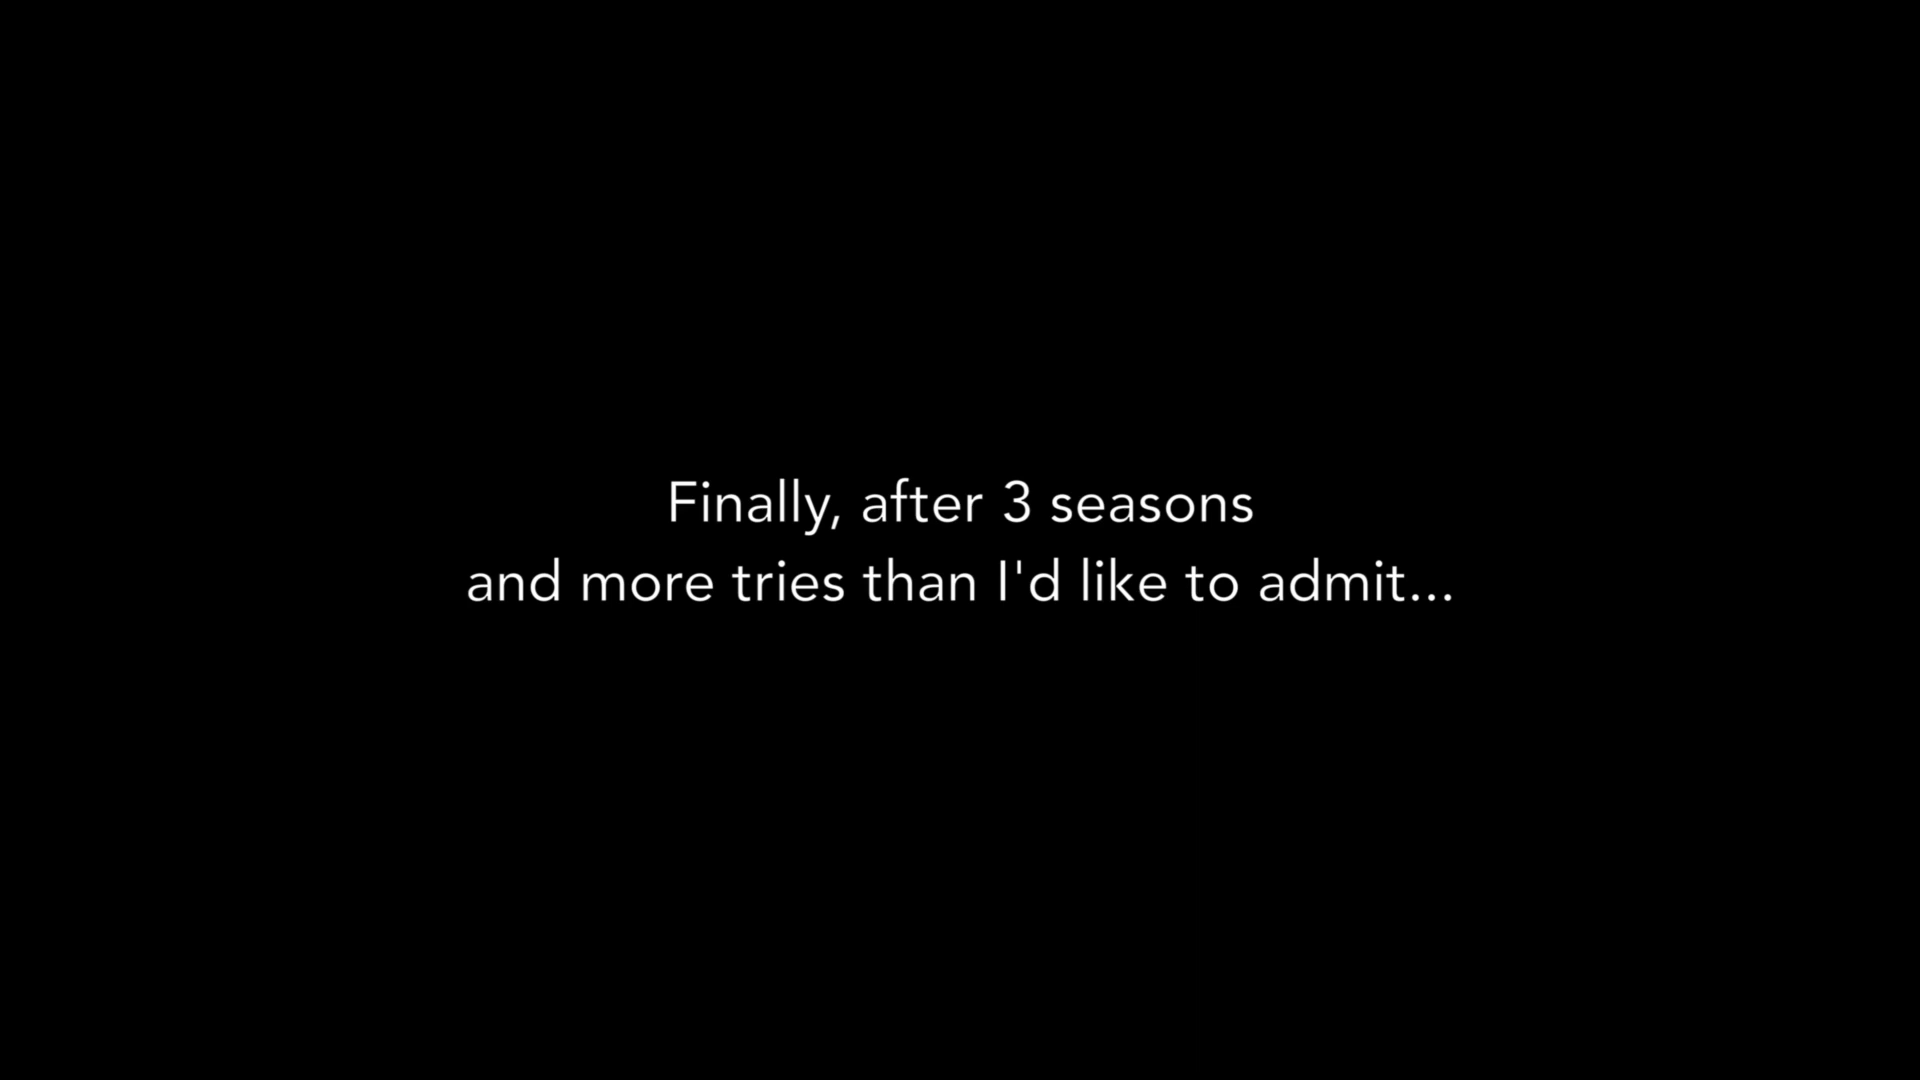 Finally, after 3 seasons
and more tries than I'd like to admit...